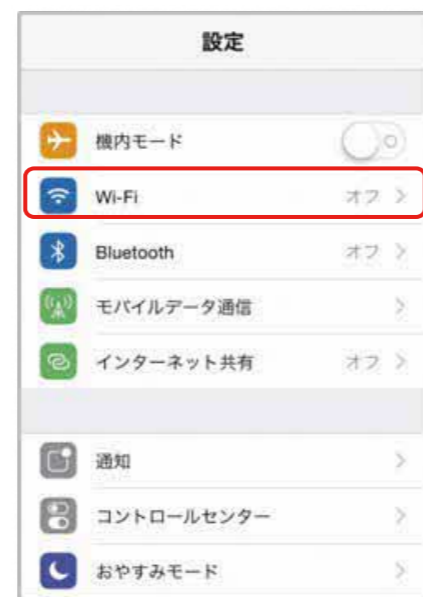 設定
機内モード
Wi-Fi オフ
Bluetooth オフ
モバイルデータ通信
インターネット共有 オフ
通知
コントロールセンター
おやすみモード